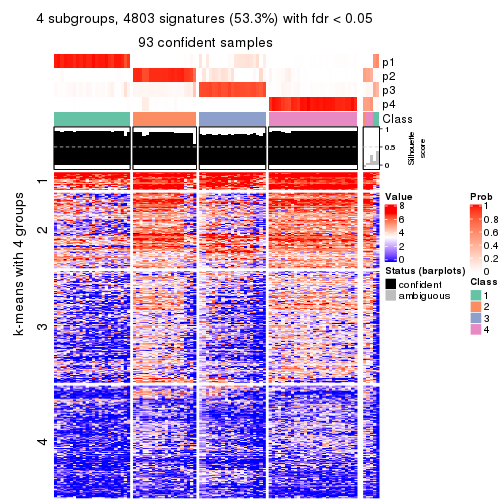 4 subgroups, 4803 signatures (53.3%) with fdr < 0.05
93 confident samples
p1
p2
p3
p4
Class
1
0.5
0
Silhouette
score
k-means with 4 groups
1
2
3
4
Value
8
6
4
2
0
Status (barplots)
confident
ambiguous
Prob
1
0.8
0.6
0.4
0.2
0
Class
1
2
3
4